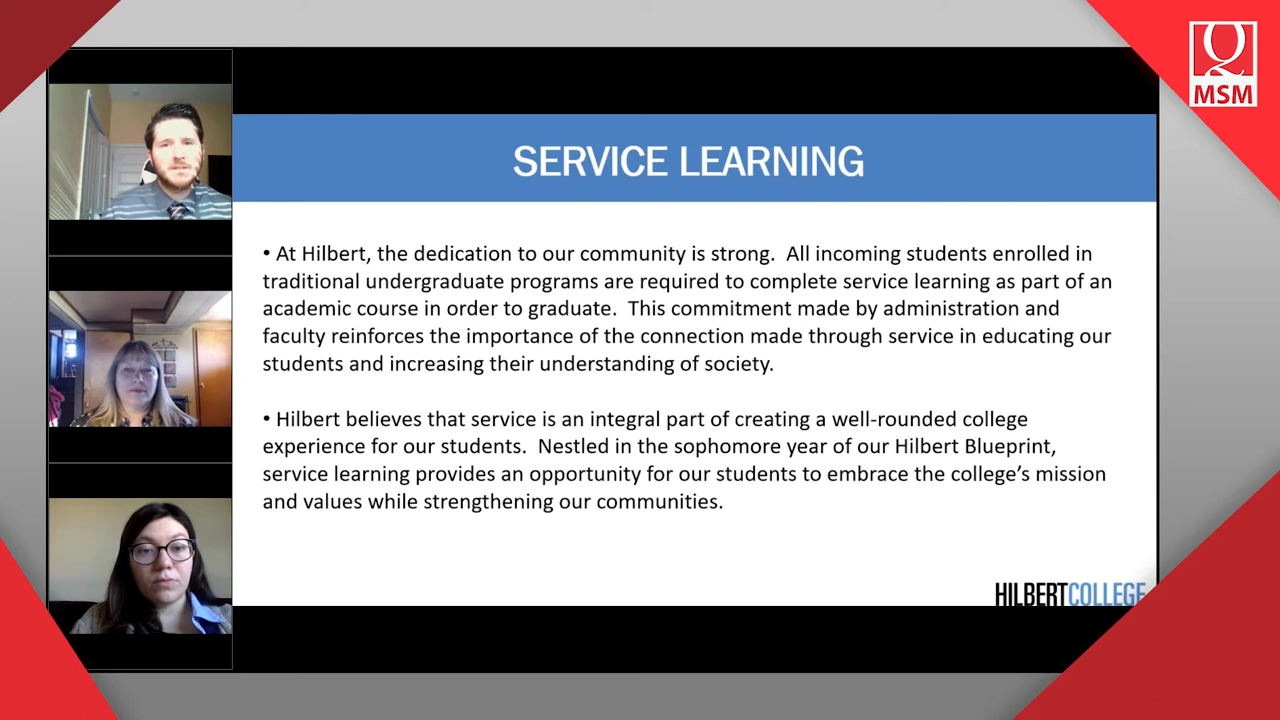 MSM
SERVICE LEARNING
• At Hilbert, the dedication to our community is strong.  All incoming students enrolled in
traditional undergraduate programs are required to complete service learning as part of an
academic course in order to graduate.  This commitment made by administration and
faculty reinforces the importance of the connection made through service in educating our
students and increasing their understanding of society.
• Hilbert believes that service is an integral part of creating a well-rounded college
experience for our students.  Nestled in the sophomore year of our Hilbert Blueprint,
service learning provides an opportunity for our students to embrace the college’s mission
and values while strengthening our communities.
HILBERTCOLLEGE